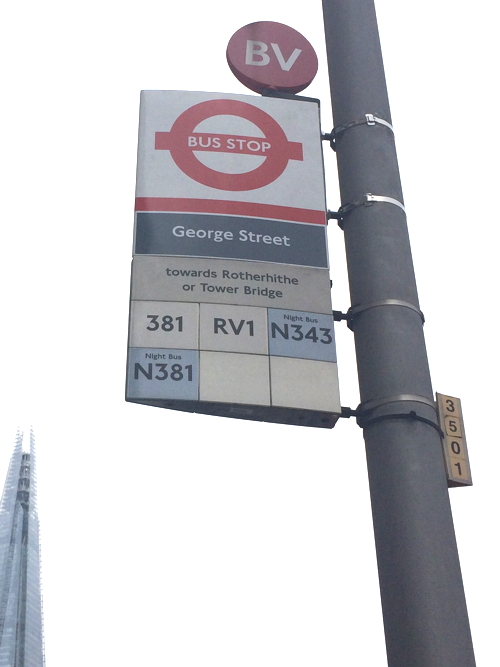 BV
BUS STOP
George Street
towards Rotherhithe
or Tower Bridge
381
RV1
Night Bus
N343
Night Bus
N381
3
5
0
1